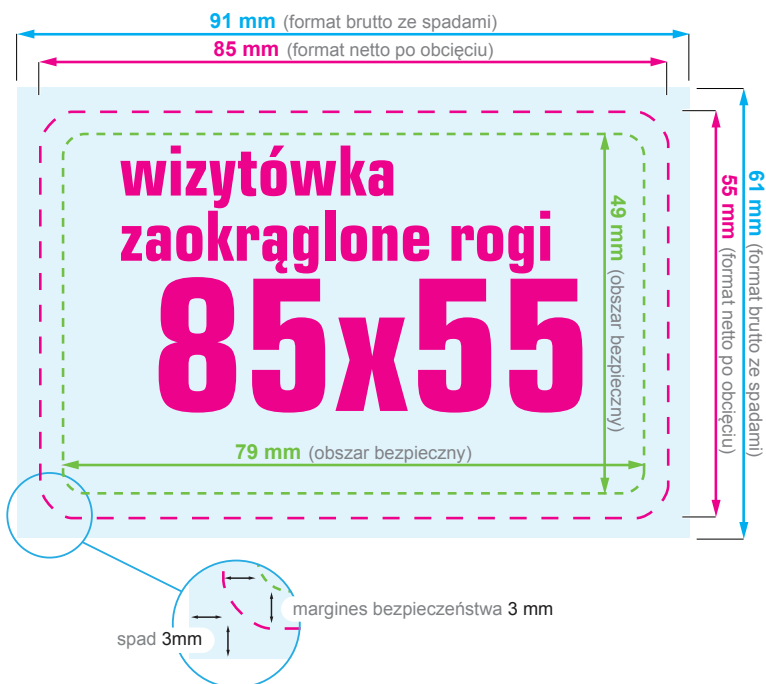 91 mm (format brutto ze spadami)
85 mm (format netto po obcięciu)
wizytówka
zaokrąglone rogi
85x55
49 mm (obszar bezpieczny)
55 mm (format netto po obcięciu)
61 mm (format brutto ze spadami)
79 mm (obszar bezpieczny)
margines bezpieczeństwa 3 mm
spad 3mm